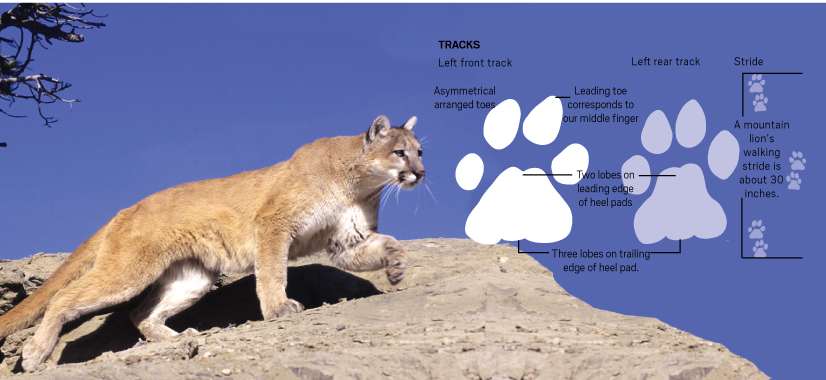 TRACKS
Left front track
Left rear track
Stride
Asymmetrical
arranged toes
Leading toe
corresponds to
our middle finger
Two lobes on
leading edge
of heel pads
Three lobes on trailing
edge of heel pad.
A mountain
lion's
walking
stride is
about 30
inches.